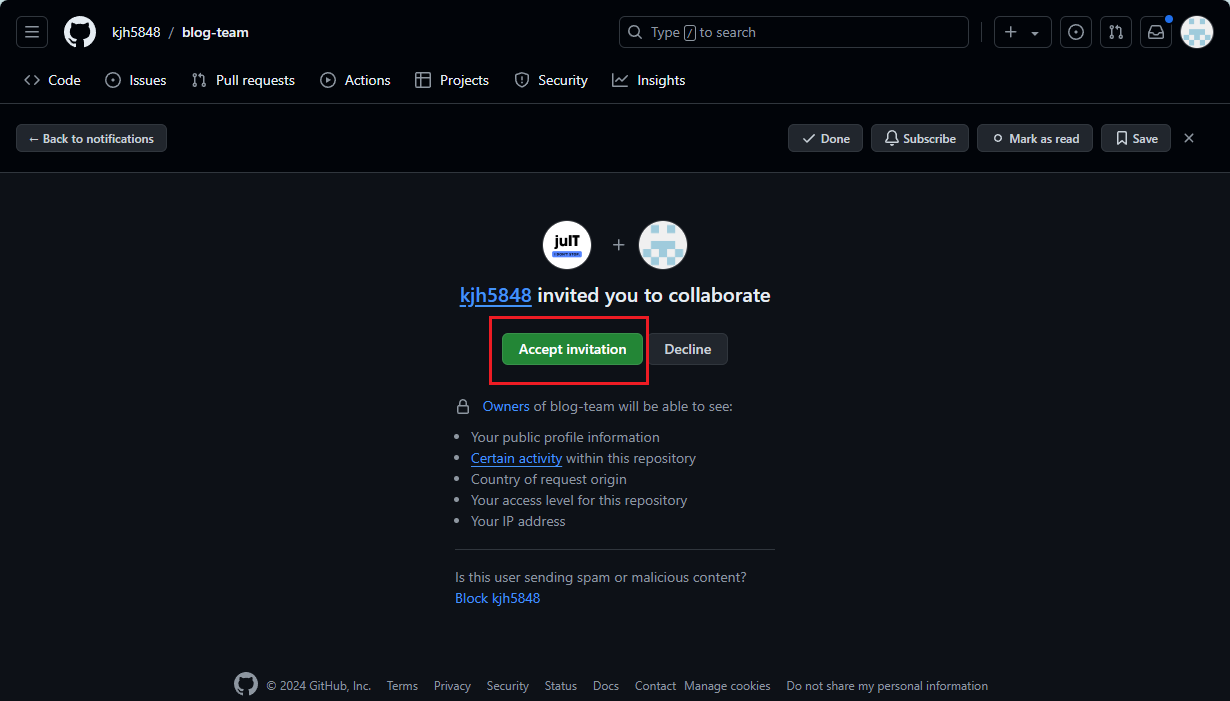 kjh5848 / blog-team
Type / to search
Code Issues Pull requests Actions Projects Security Insights
← Back to notifications Done Subscribe Mark as read Save
juIT
kjh5848 invited you to collaborate
Accept invitation Decline
Owners of blog-team will be able to see:
Your public profile information
Certain activity within this repository
Country of request origin
Your access level for this repository
Your IP address
Is this user sending spam or malicious content?
Block kjh5848
© 2024 GitHub, Inc. Terms Privacy Security Status Docs Contact Manage cookies Do not share my personal information